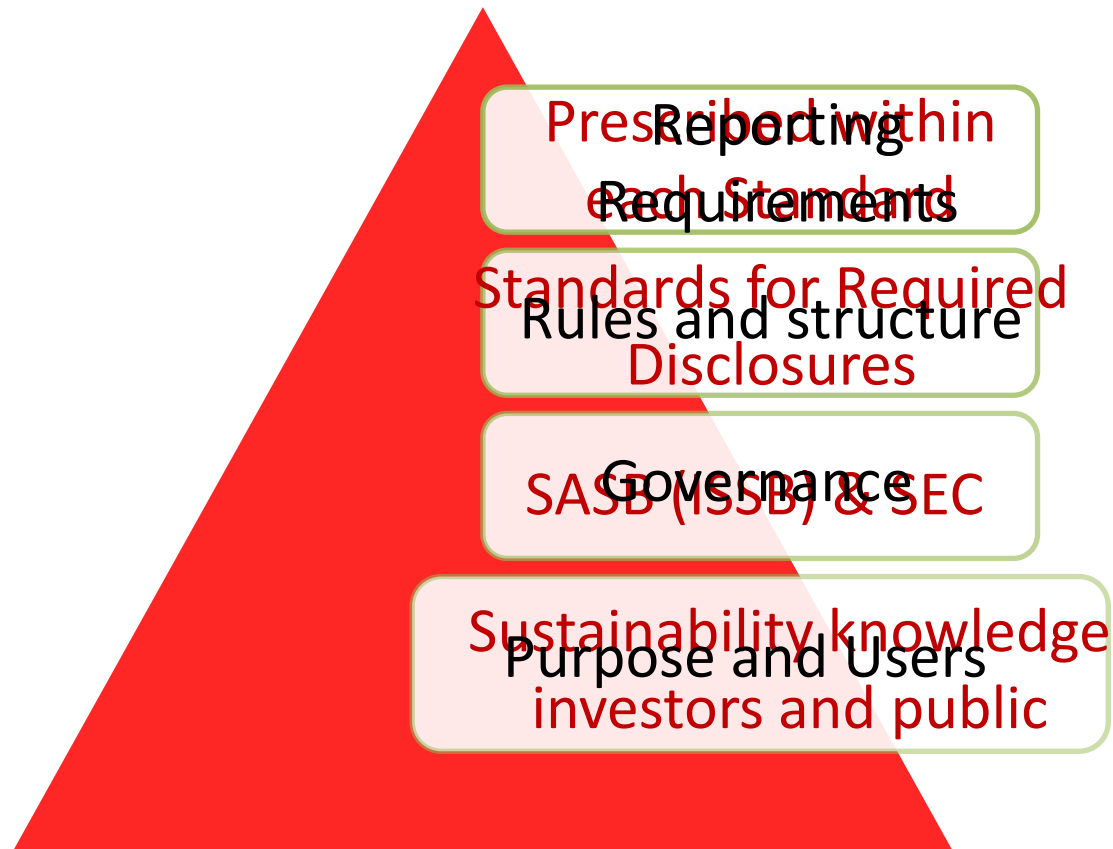 Prescribed within
each Standard
Reporting
Requirements
Standards for Required
Disclosures
Rules and structure
SASB (ISSB) & SEC
Governance
Sustainability knowledge
investors and public
Purpose and Users